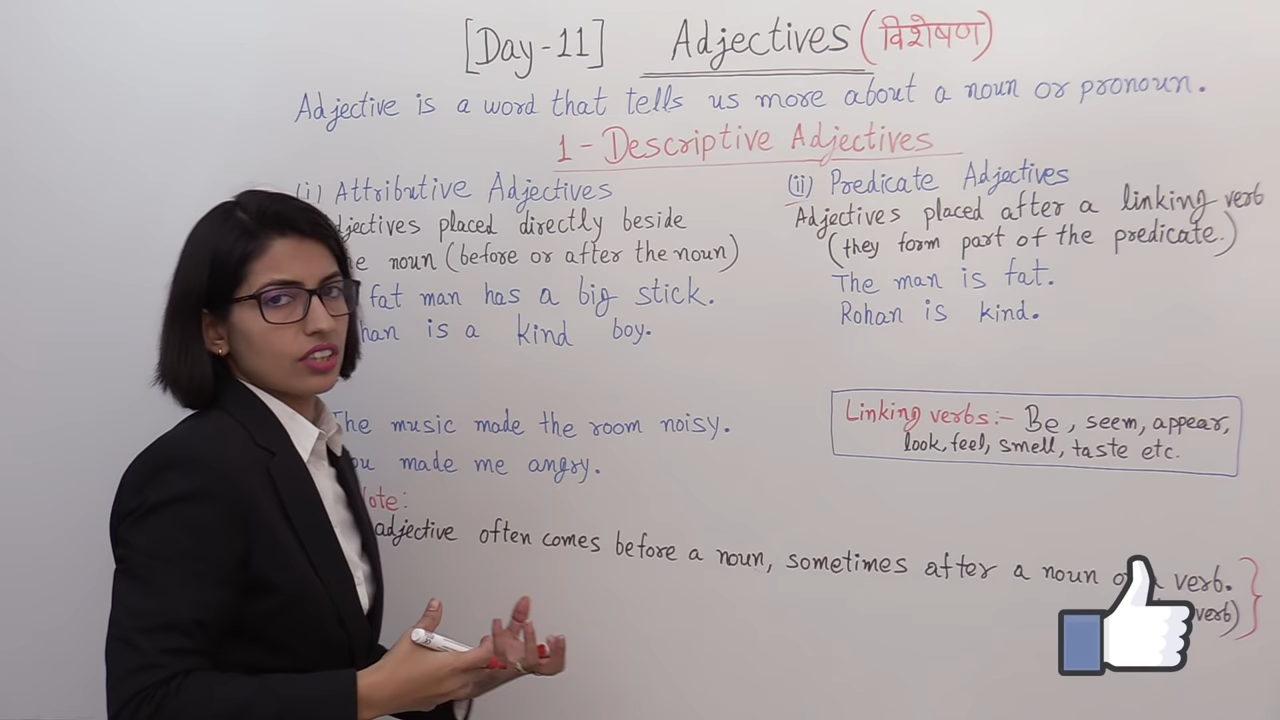 [Day-11] Adjectives (विशेषण)
Adjective is a word that tells us more about a noun or pronoun.
1- Descriptive Adjectives
(i) Attributive Adjectives
djectives placed directly beside
e noun (before or after the noun)
fat man has a big stick.
han is a kind boy.
The music made the room noisy.
ou made me angry.
Note:
adjective often comes before a noun, sometimes after a noun o verb.
verb)
(ii) Predicate Adjectives
Adjectives placed after a linking verb
(they form part of the predicate.)
The man is fat.
Rohan is kind.
Linking verbs:- Be, seem, appear,
look, feel, smell, taste etc.